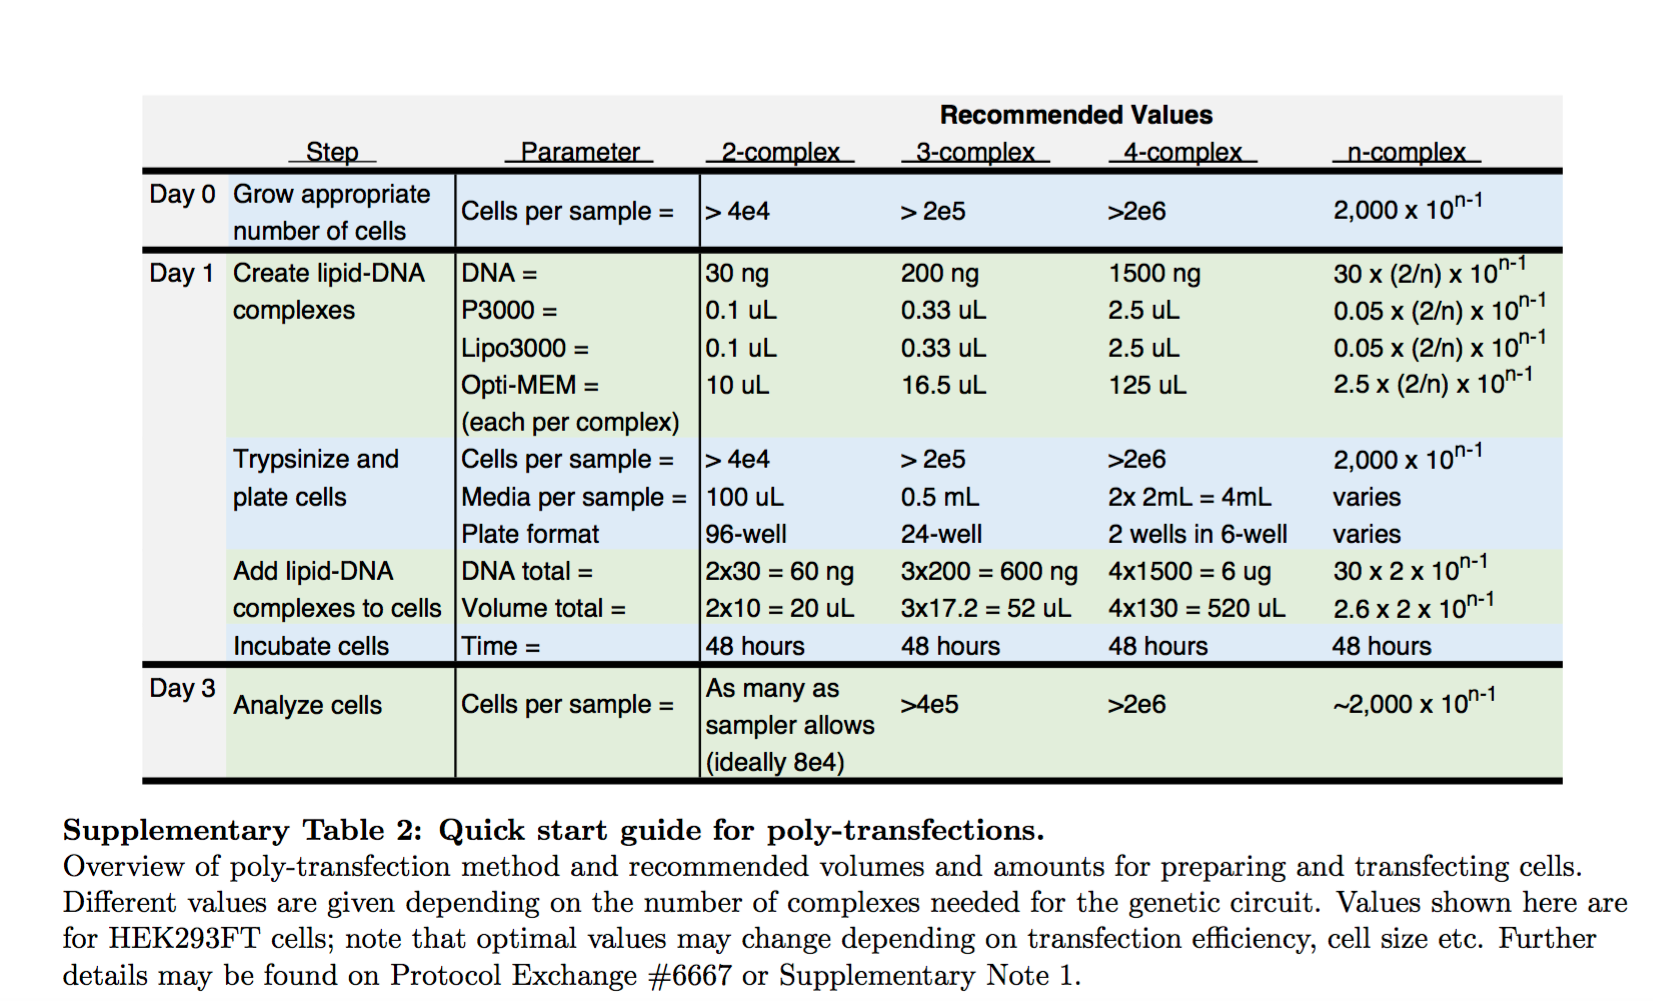 Recommended Values
Step Parameter 2-complex 3-complex 4-complex n-complex
Day 0 Grow appropriate number of cells Cells per sample = > 4e4 > 2e5 >2e6 2,000 x 10^n-1
Day 1 Create lipid-DNA complexes DNA = 30 ng 200 ng 1500 ng 30 x (2/n) x 10^n-1
P3000 = 0.1 uL 0.33 uL 2.5 uL 0.05 x (2/n) x 10^n-1
Lipo3000 = 0.1 uL 0.33 uL 2.5 uL 0.05 x (2/n) x 10^n-1
Opti-MEM = 10 uL 16.5 uL 125 uL 2.5 x (2/n) x 10^n-1
(each per complex)
Trypsinize and Cells per sample = > 4e4 > 2e5 >2e6 2,000 x 10^n-1
plate cells Media per sample = 100 uL 0.5 mL 2x 2mL = 4mL varies
Plate format 96-well 24-well 2 wells in 6-well varies
Add lipid-DNA DNA total = 2x30 = 60 ng 3x200 = 600 ng 4x1500 = 6 ug 30 x 2 x 10^n-1
complexes to cells Volume total = 2x10 = 20 uL 3x17.2 = 52 uL 4x130 = 520 uL 2.6 x 2 x 10^n-1
Incubate cells Time = 48 hours 48 hours 48 hours 48 hours
Day 3 Analyze cells Cells per sample = As many as sampler allows (ideally 8e4) >4e5 >2e6 ~2,000 x 10^n-1
Supplementary Table 2: Quick start guide for poly-transfections.
Overview of poly-transfection method and recommended volumes and amounts for preparing and transfecting cells.
Different values are given depending on the number of complexes needed for the genetic circuit. Values shown here are
for HEK293FT cells; note that optimal values may change depending on transfection efficiency, cell size etc. Further
details may be found on Protocol Exchange #6667 or Supplementary Note 1.